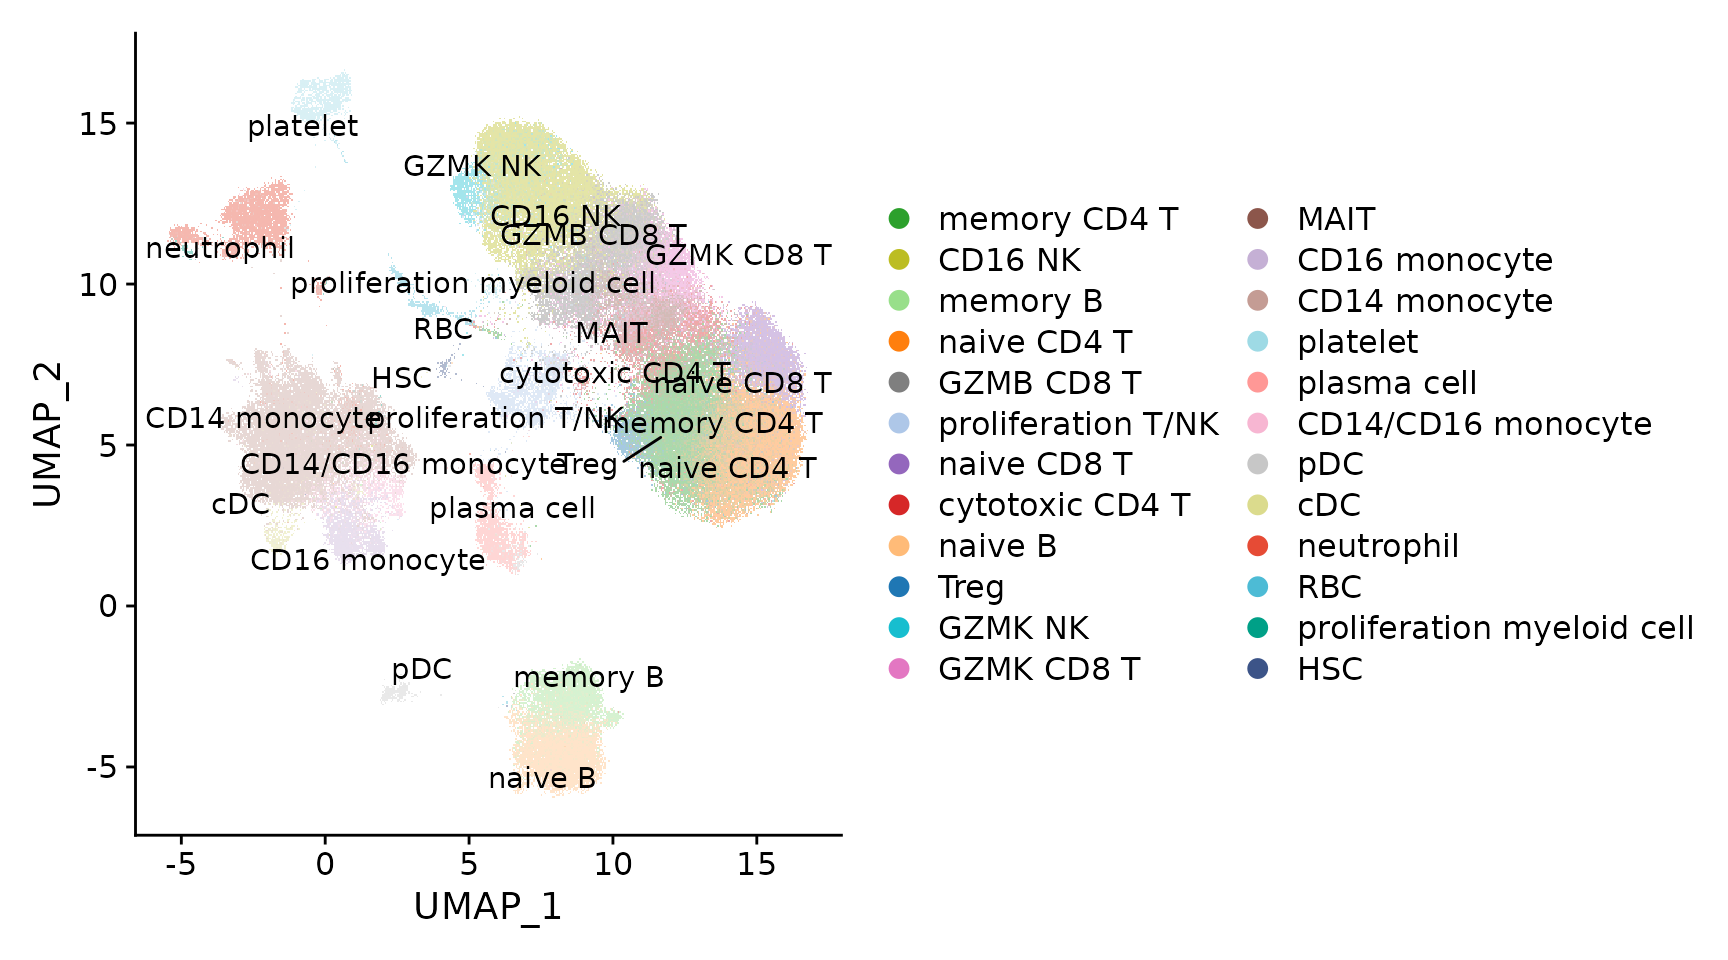 15
10
5
0
-5
UMAP_2
-5
0
5
10
15
UMAP_1
platelet
GZMK NK
CD16 NK
GZMB CD8 T
neutrophil
GZMK CD8 T
proliferation myeloid cell
RBC
MAIT
HSC
cytotoxic CD4 T
naive CD8 T
CD14 monocyte
proliferation T/NK
memory CD4 T
CD14/CD16 monocyte
Treg
naive CD4 T
cDC
plasma cell
CD16 monocyte
pDC
memory B
naive B
memory CD4 T
CD16 NK
memory B
naive CD4 T
GZMB CD8 T
proliferation T/NK
naive CD8 T
cytotoxic CD4 T
naive B
Treg
GZMK NK
GZMK CD8 T
MAIT
CD16 monocyte
CD14 monocyte
platelet
plasma cell
CD14/CD16 monocyte
pDC
cDC
neutrophil
RBC
proliferation myeloid cell
HSC